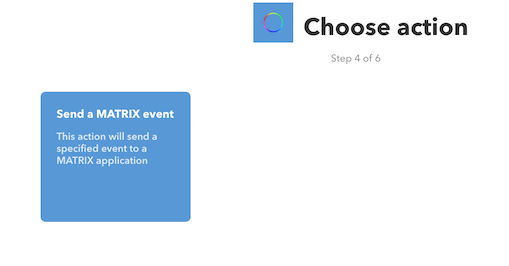 Choose action
Step 4 of 6
Send a MATRIX event
This action will send a
specified event to a
MATRIX application